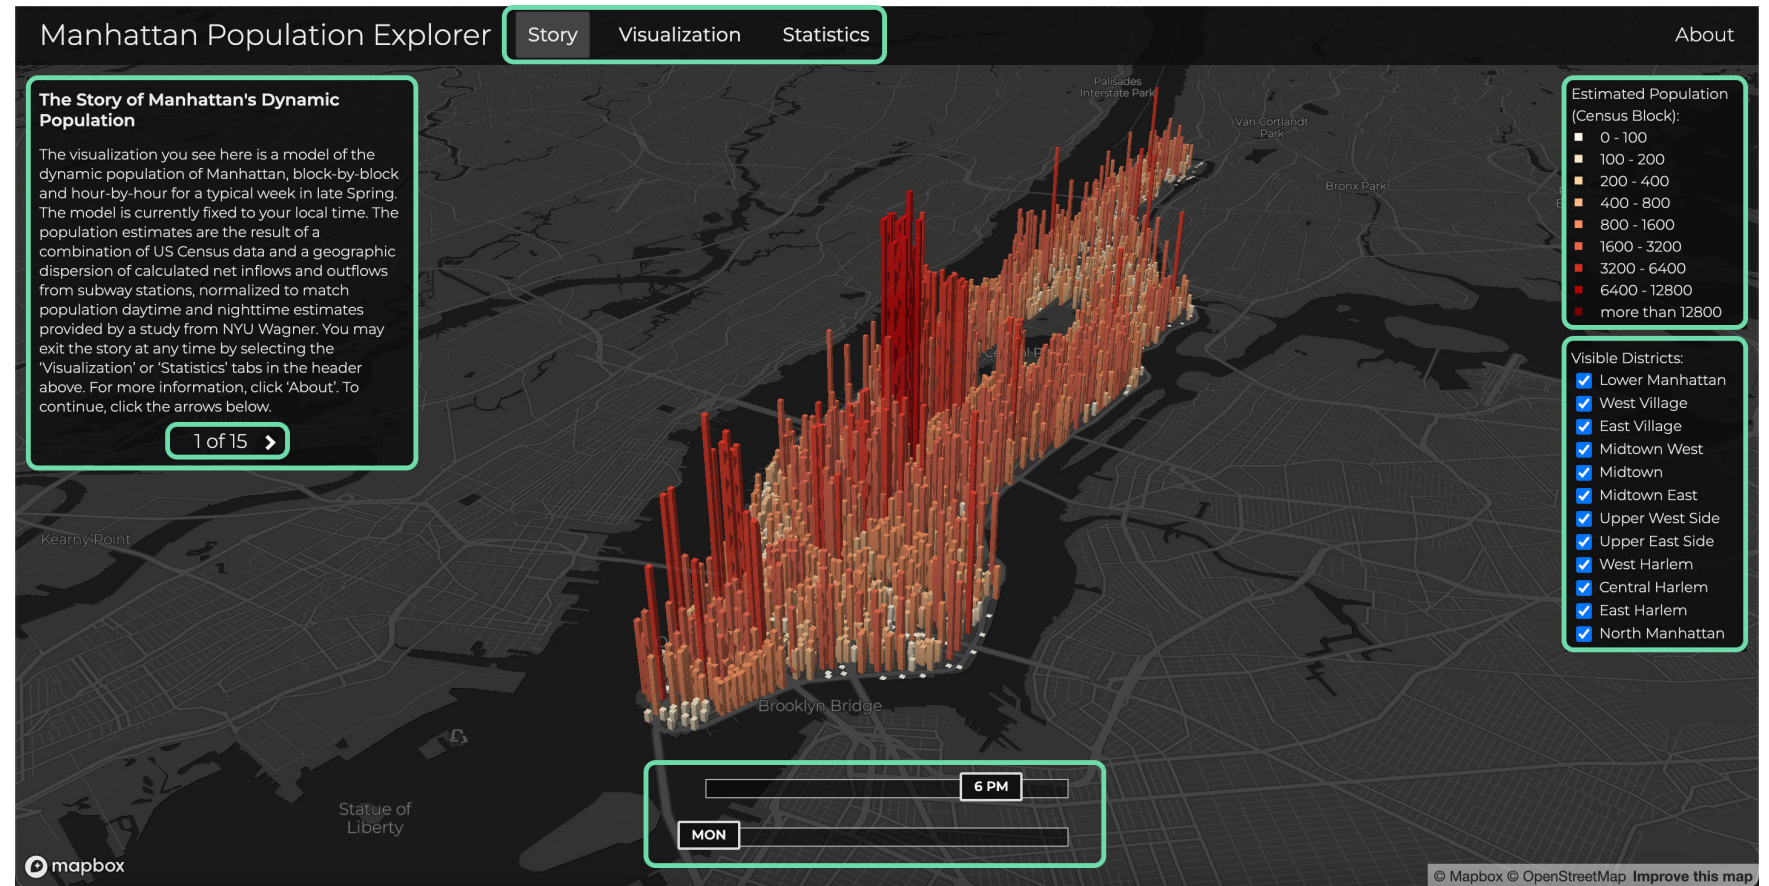 Manhattan Population Explorer
Story
Visualization
Statistics
About
The Story of Manhattan's Dynamic
Population
The visualization you see here is a model of the
dynamic population of Manhattan, block-by-block
and hour-by-hour for a typical week in late Spring.
The model is currently fixed to your local time. The
population estimates are the result of a
combination of US Census data and a geographic
dispersion of calculated net inflows and outflows
from subway stations, normalized to match
population daytime and nighttime estimates
provided by a study from NYU Wagner. You may
exit the story at any time by selecting the
'Visualization' or 'Statistics' tabs in the header
above. For more information, click 'About'. To
continue, click the arrows below.
1 of 15
Palisades
Interstate Park
Van Cortlandt
Park
Bronx Park
Kearny Point
Brooklyn Bridge
Statue of
Liberty
Estimated Population
(Census Block):
0 - 100
100 - 200
200 - 400
400 - 800
800 - 1600
1600 - 3200
3200 - 6400
6400 - 12800
more than 12800
Visible Districts:
Lower Manhattan
West Village
East Village
Midtown West
Midtown
Midtown East
Upper West Side
Upper East Side
West Harlem
Central Harlem
East Harlem
North Manhattan
6 PM
MON
mapbox
© Mapbox © OpenStreetMap Improve this map